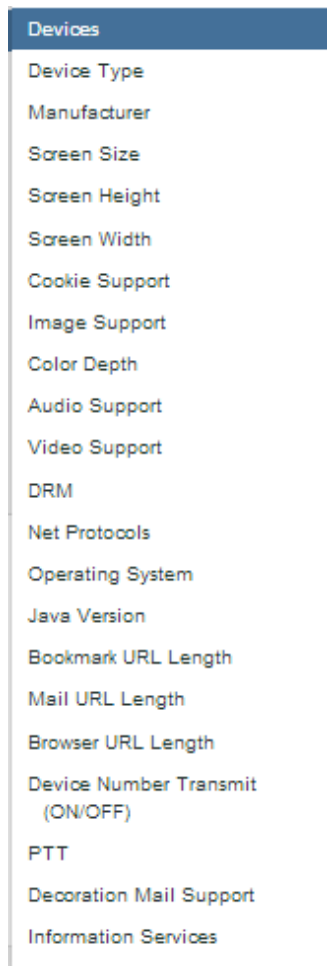 Devices
Device Type
Manufacturer
Screen Size
Screen Height
Screen Width
Cookie Support
Image Support
Color Depth
Audio Support
Video Support
DRM
Net Protocols
Operating System
Java Version
Bookmark URL Length
Mail URL Length
Browser URL Length
Device Number Transmit
(ON/OFF)
PTT
Decoration Mail Support
Information Services